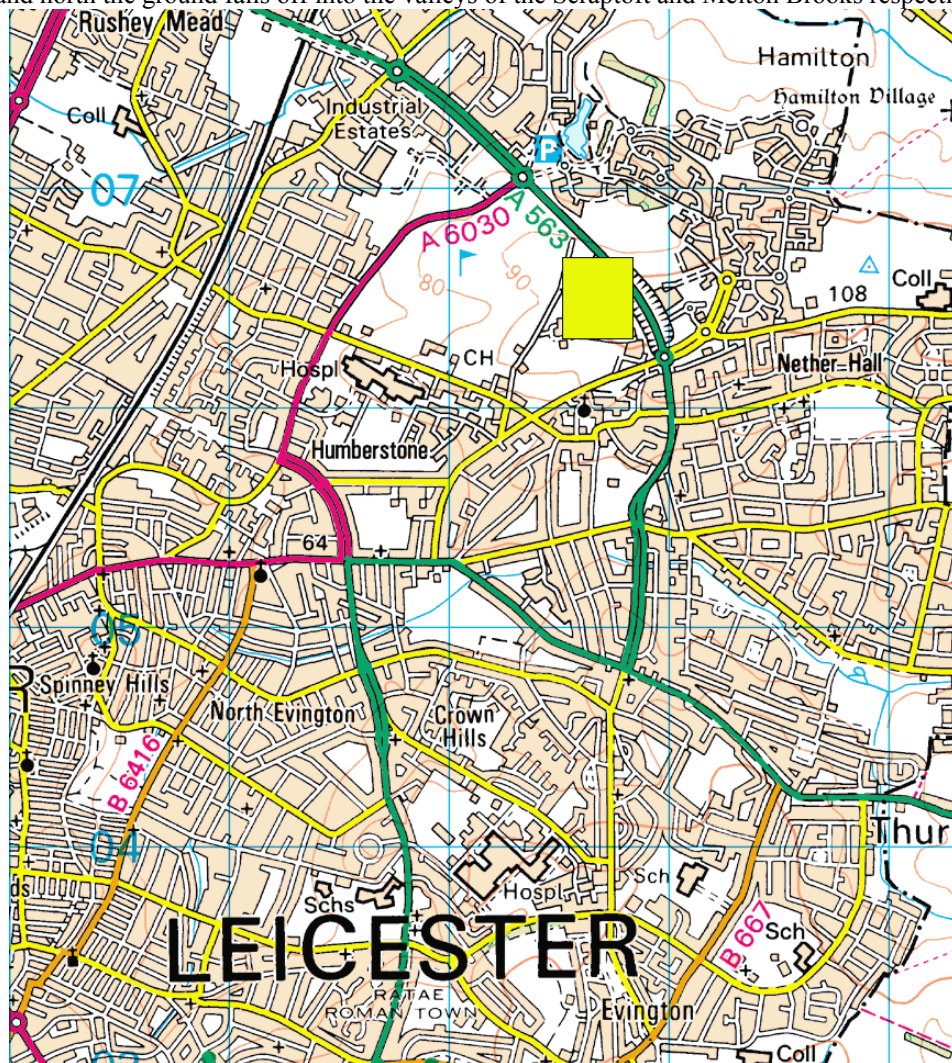 and north the ground falls off into the valleys of the Scraptoft and Melton Brooks
Rushey Mead
Hamilton
Hamilton Village
Coll
Industrial
Estates
P
07
A 6030
A 563
80
90
108
Coll
CH
Hospl
Nether-Hall
Humberstone
64
05
Spinney Hills
North Evington
Crown
Hills
B 6416
04
Thur
ds
Schs
Hospl
Sch
B 667
Sch
LEICESTER
RATAE
ROMAN TOWN
Evington
Coll